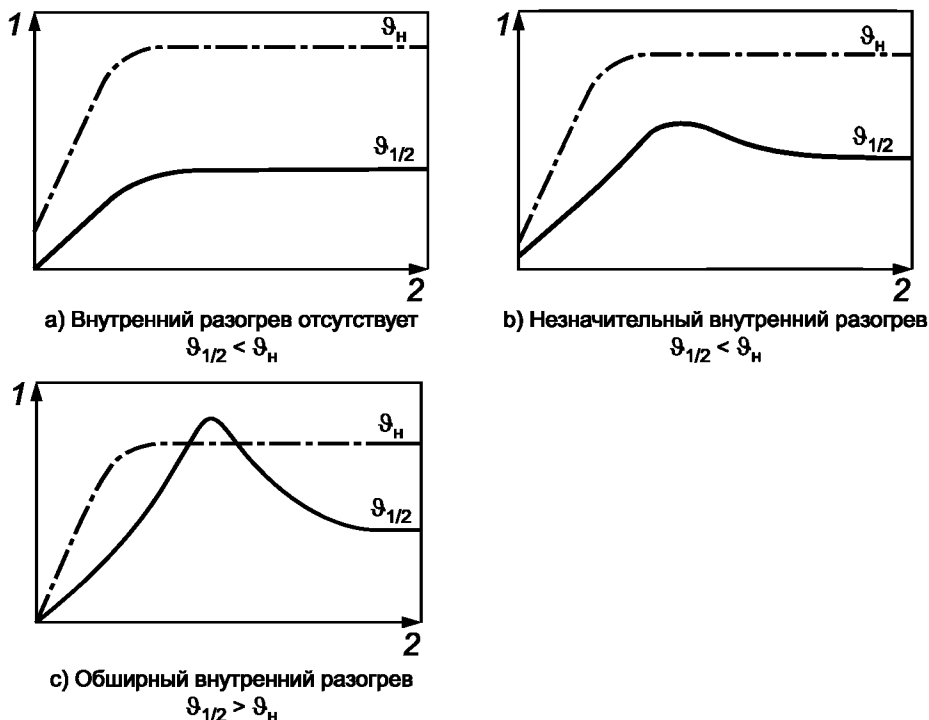 1
ϑн
ϑ1/2
2
а) Внутренний разогрев отсутствует
ϑ1/2 < ϑн
1
ϑн
ϑ1/2
2
b) Незначительный внутренний разогрев
ϑ1/2 < ϑн
1
ϑн
ϑ1/2
2
c) Обширный внутренний разогрев
ϑ1/2 > ϑн